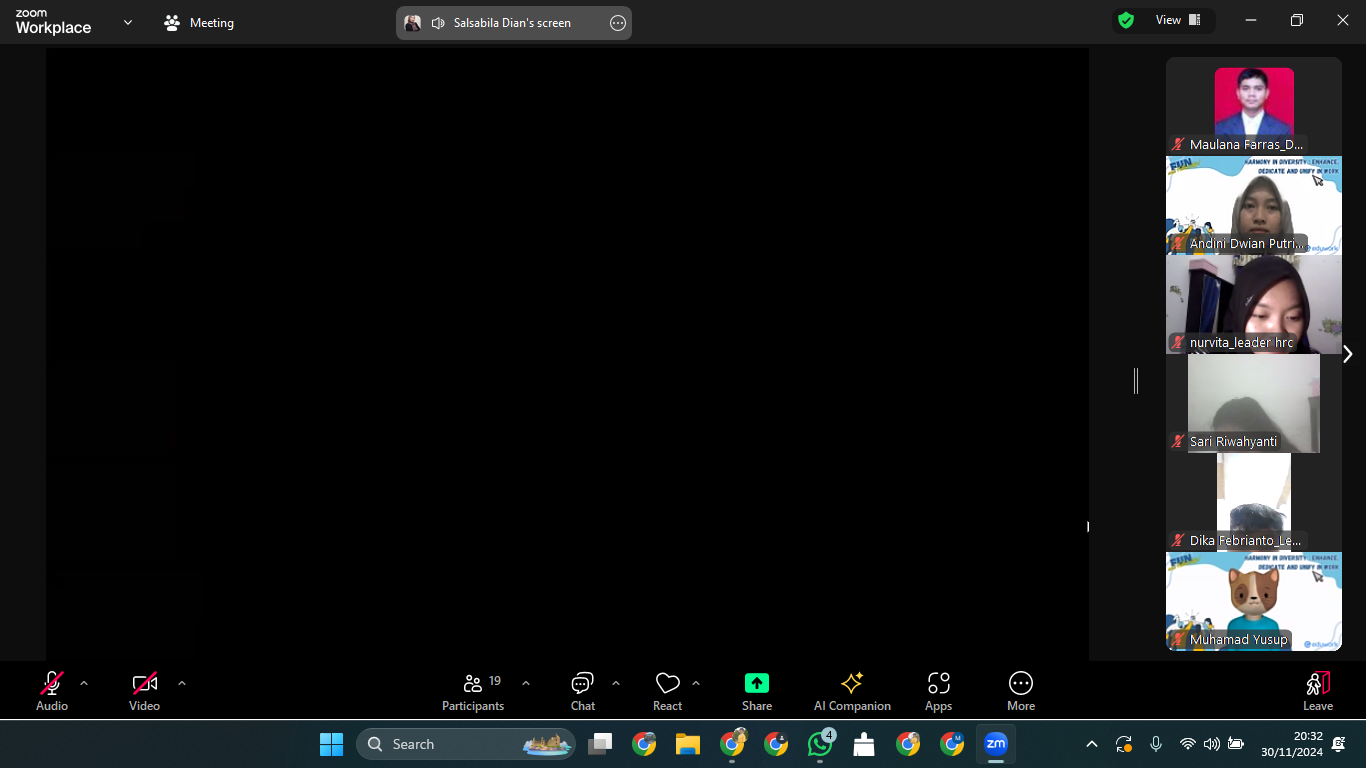 zoom
Workplace
Meeting
Salsabila Dian's screen
View
Maulana Farras_D...
FUN
HARMONY IN DIVERSITY : ENHANCE,
DEDICATE AND UNIFY IN WORK
Andini Dwian Putri...
@eduwork
nurvita_leader hrc
Sari Riwahyanti
Dika Febrianto_Le...
FUN
HARMONY IN DIVERSITY : ENHANCE,
DEDICATE AND UNIFY IN WORK
Muhamad Yusup
@eduwork
Audio
Video
Participants
19
Chat
React
Share
AI Companion
Apps
More
Leave
Search
4
M
zm
20:32
30/11/2024